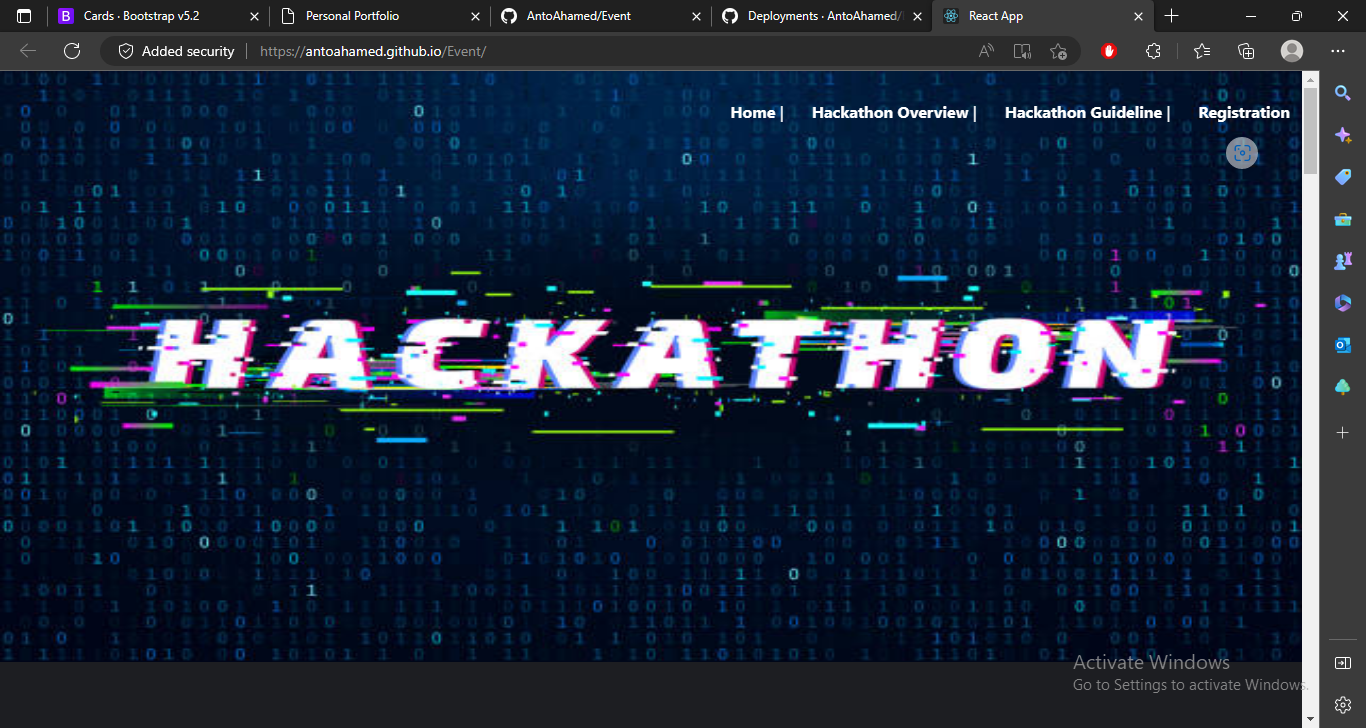 Cards · Bootstrap v5.2
Personal Portfolio
AntoAhamed/Event
Deployments · AntoAhamed/
React App
Added security
https://antoahamed.github.io/Event/
Home |
Hackathon Overview |
Hackathon Guideline |
Registration
HACKATHON
Activate Windows
Go to Settings to activate Windows.